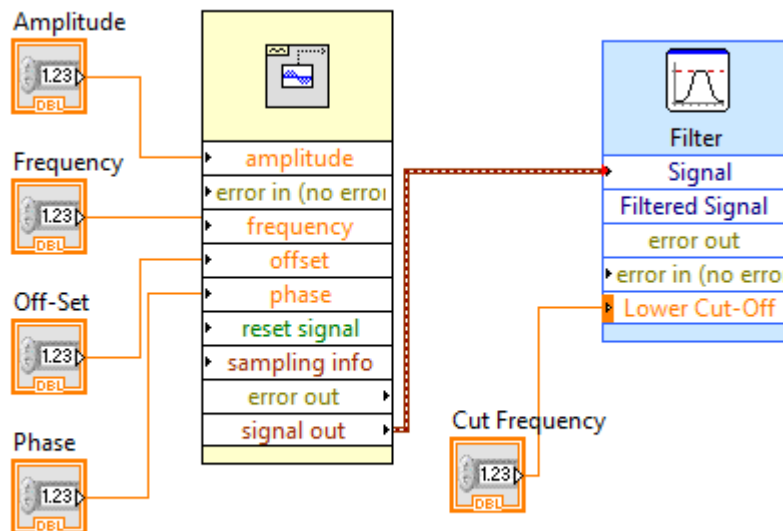 Amplitude
1.23
DBL
Frequency
1.23
DBL
Off-Set
1.23
DBL
Phase
1.23
DBL
amplitude
error in (no error
frequency
offset
phase
reset signal
sampling info
error out
signal out
Filter
Signal
Filtered Signal
error out
error in (no erro
Lower Cut-Off
Cut Frequency
1.23
DBL